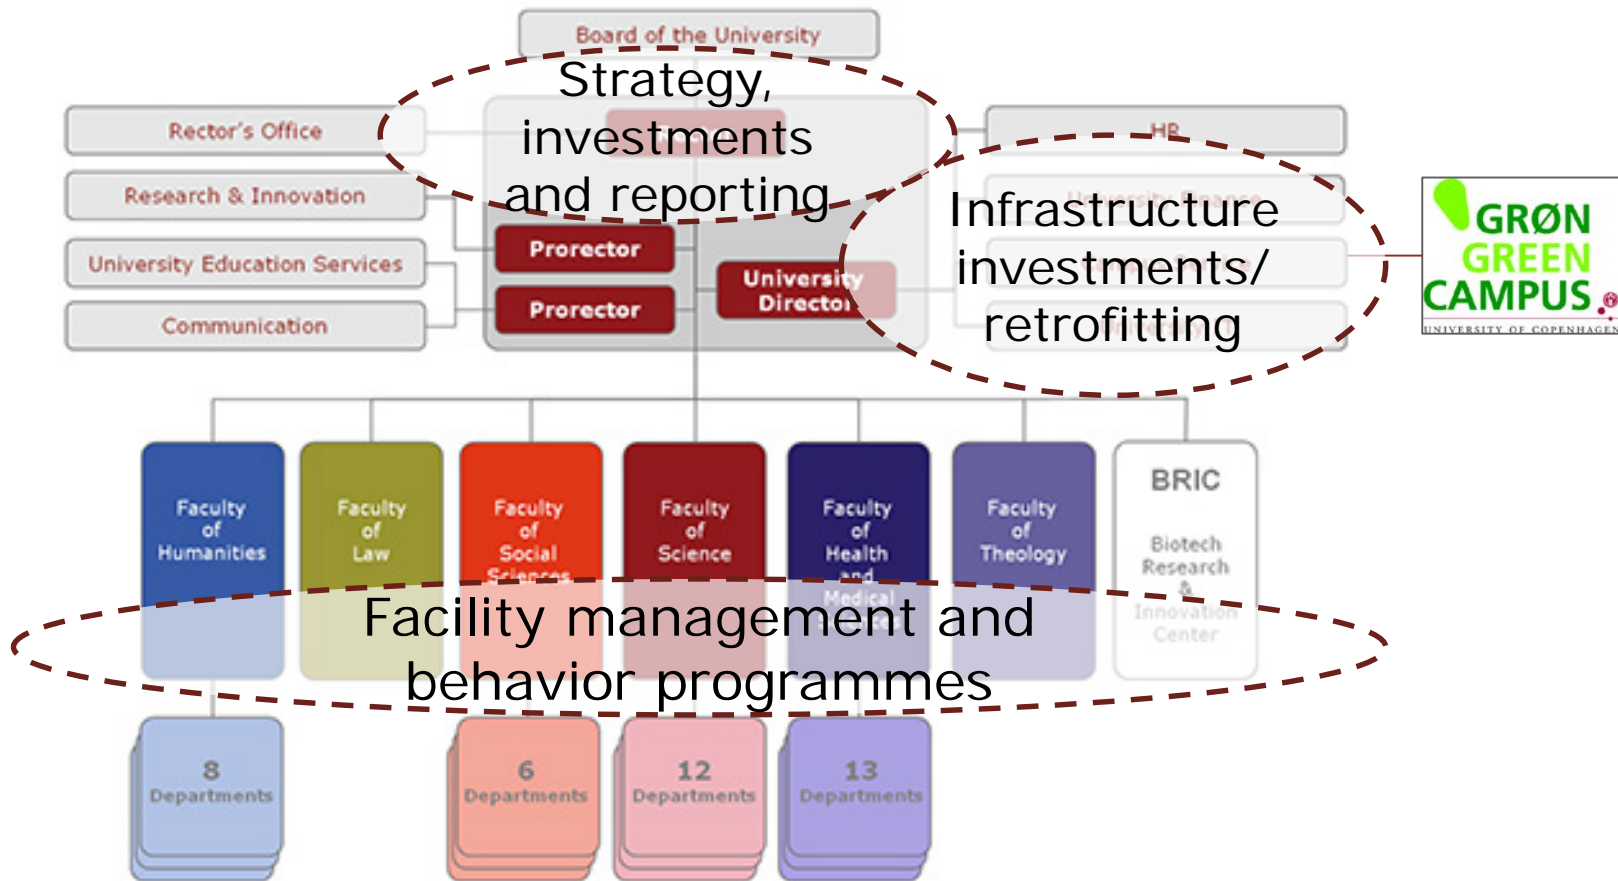 Board of the University
Strategy,
investments
and reporting
Rector's Office
Research & Innovation
University Education Services
Communication
Prorector
Prorector
University
Director
HR
University Finance
Infrastructure
investments/
retrofitting
GRØN
GREEN
CAMPUS
UNIVERSITY OF COPENHAGEN
Faculty
of
Humanities
Faculty
of
Law
Faculty
of
Social
Sciences
Faculty
of
Science
Faculty
of
Health
and
Medical
Sciences
Faculty
of
Theology
BRIC
Biotech
Research
&
Innovation
Center
Facility management and
behavior programmes
8
Departments
6
Departments
12
Departments
13
Departments